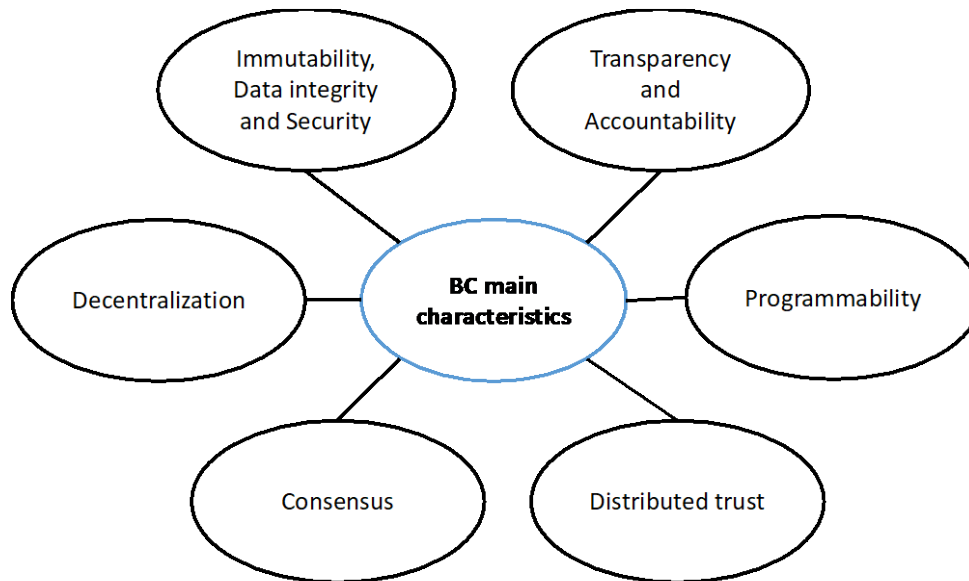 Immutability,
Data integrity
and Security
Transparency
and
Accountability
Decentralization
BC main
characteristics
Programmability
Consensus
Distributed trust